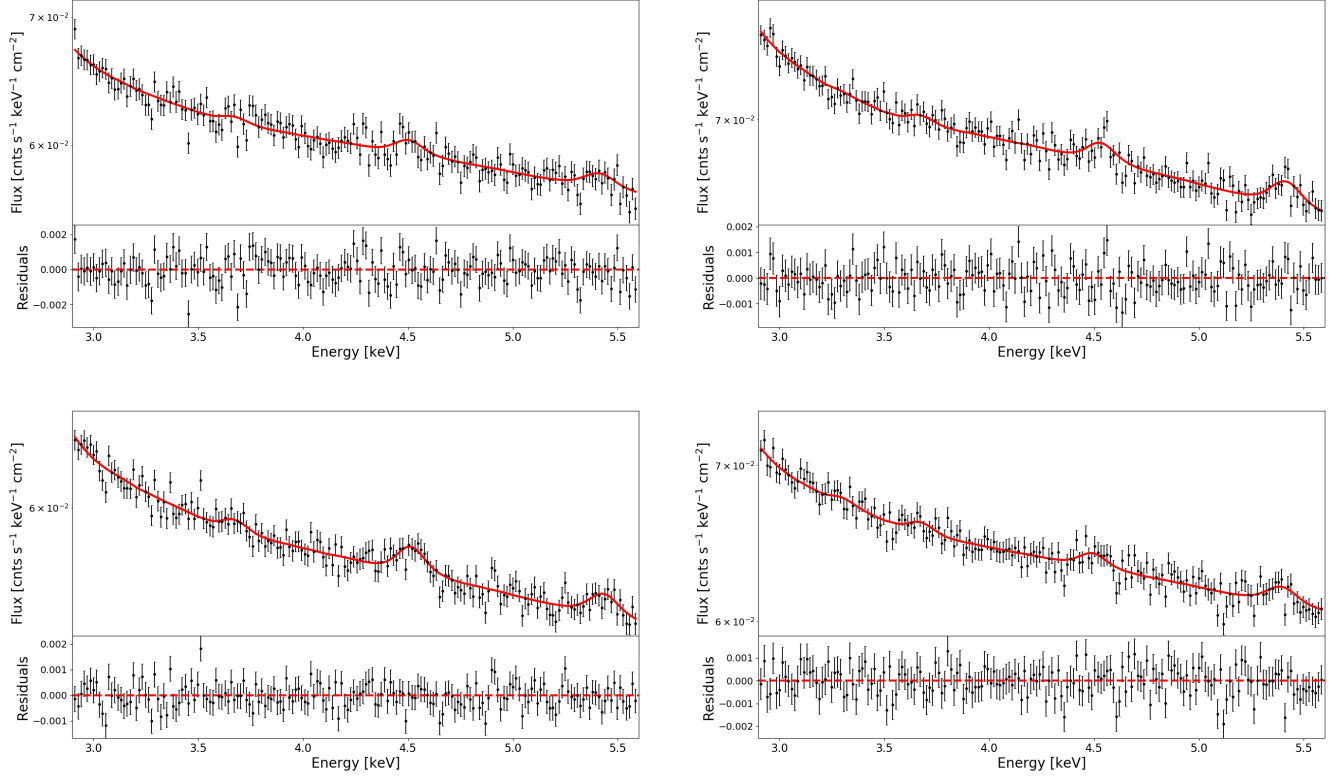 7 × 10⁻²
6 × 10⁻²
Flux [cnts s⁻¹ keV⁻¹ cm⁻²]
0.002
0.000
−0.002
Residuals
3.0 3.5 4.0 4.5 5.0 5.5
Energy [keV]
7 × 10⁻²
Flux [cnts s⁻¹ keV⁻¹ cm⁻²]
0.002
0.001
0.000
−0.001
Residuals
3.0 3.5 4.0 4.5 5.0 5.5
Energy [keV]
6 × 10⁻²
Flux [cnts s⁻¹ keV⁻¹ cm⁻²]
0.002
0.001
0.000
−0.001
Residuals
3.0 3.5 4.0 4.5 5.0 5.5
Energy [keV]
7 × 10⁻²
6 × 10⁻²
Flux [cnts s⁻¹ keV⁻¹ cm⁻²]
0.001
0.000
−0.001
−0.002
Residuals
3.0 3.5 4.0 4.5 5.0 5.5
Energy [keV]